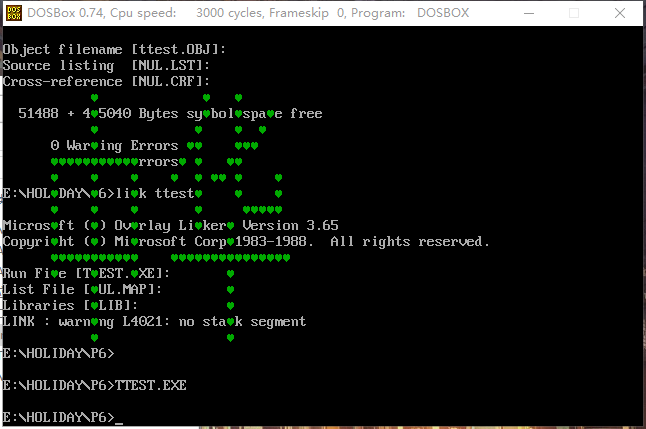 DOSBox 0.74, Cpu speed: 3000 cycles, Frameskip 0, Program: DOSBOX
Object filename [ttest.OBJ]:
Source listing [NUL.LST]:
Cross-reference [NUL.CRF]:
51488 + 4♥5040 Bytes sy♥bol♥spa♥e free
0 War♥ing Errors ♥♥ ♥♥♥
♥♥♥♥♥♥♥♥♥♥♥rrors♥ ♥ ♥♥
E:\HOL♥DAY\♥6>li♥k ttest♥
Micros♥ft (♥) Ov♥rlay Li♥ker♥ Version 3.65
Copyri♥ht (♥) Mi♥rosoft Corp♥1983-1988. All rights reserved.
Run Fi♥e [T♥EST.♥XE]:
List File [♥UL.MAP]:
Libraries [♥LIB]:
LINK : warn♥ng L4021: no sta♥k segment
E:\HOLIDAY\P6>
E:\HOLIDAY\P6>TTEST.EXE
E:\HOLIDAY\P6>_
中华